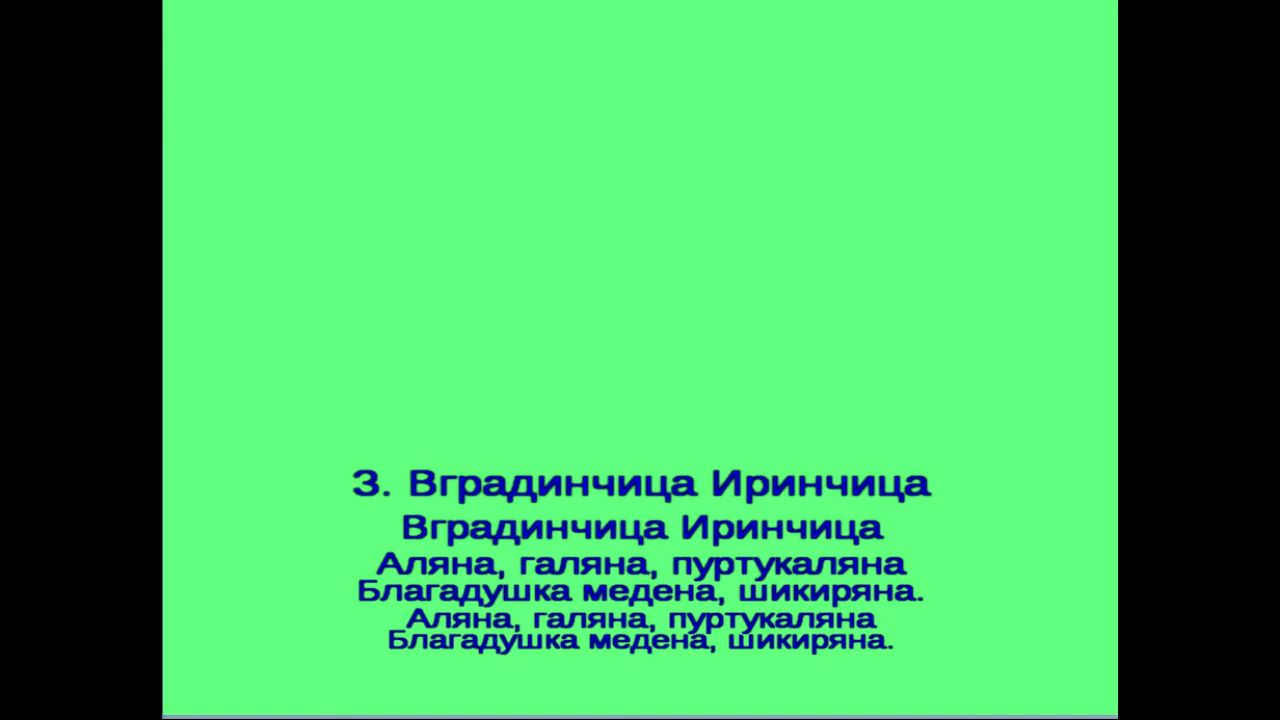 3. Вградинчица Иринчица
Вградинчица Иринчица
Аляна, галяна, пуртукаляна
Благадушка медена, шикиряна.
Аляна, галяна, пуртукаляна
Благадушка медена, шикиряна.